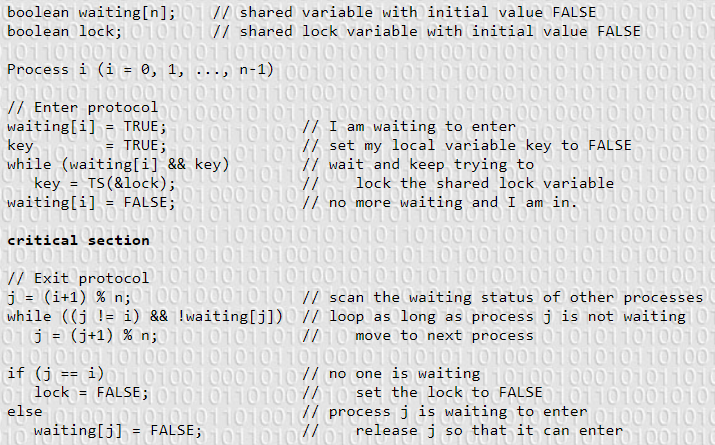 boolean waiting[n];    // shared variable with initial value FALSE
boolean lock;          // shared lock variable with initial value FALSE
Process i (i = 0, 1, ..., n-1)
// Enter protocol
waiting[i] = TRUE;                // I am waiting to enter
key        = TRUE;                // set my local variable key to FALSE
while (waiting[i] && key)         // wait and keep trying to
   key = TS(&lock);               //    lock the shared lock variable
waiting[i] = FALSE;               // no more waiting and I am in.
critical section
// Exit protocol
j = (i+1) % n;                    // scan the waiting status of other processes
while ((j != i) && !waiting[j])   // loop as long as process j is not waiting
   j = (j+1) % n;                 //    move to next process
if (j == i)                       // no one is waiting
   lock = FALSE;                  //    set the lock to FALSE
else                              // process j is waiting to enter
   waiting[j] = FALSE;            //    release j so that it can enter